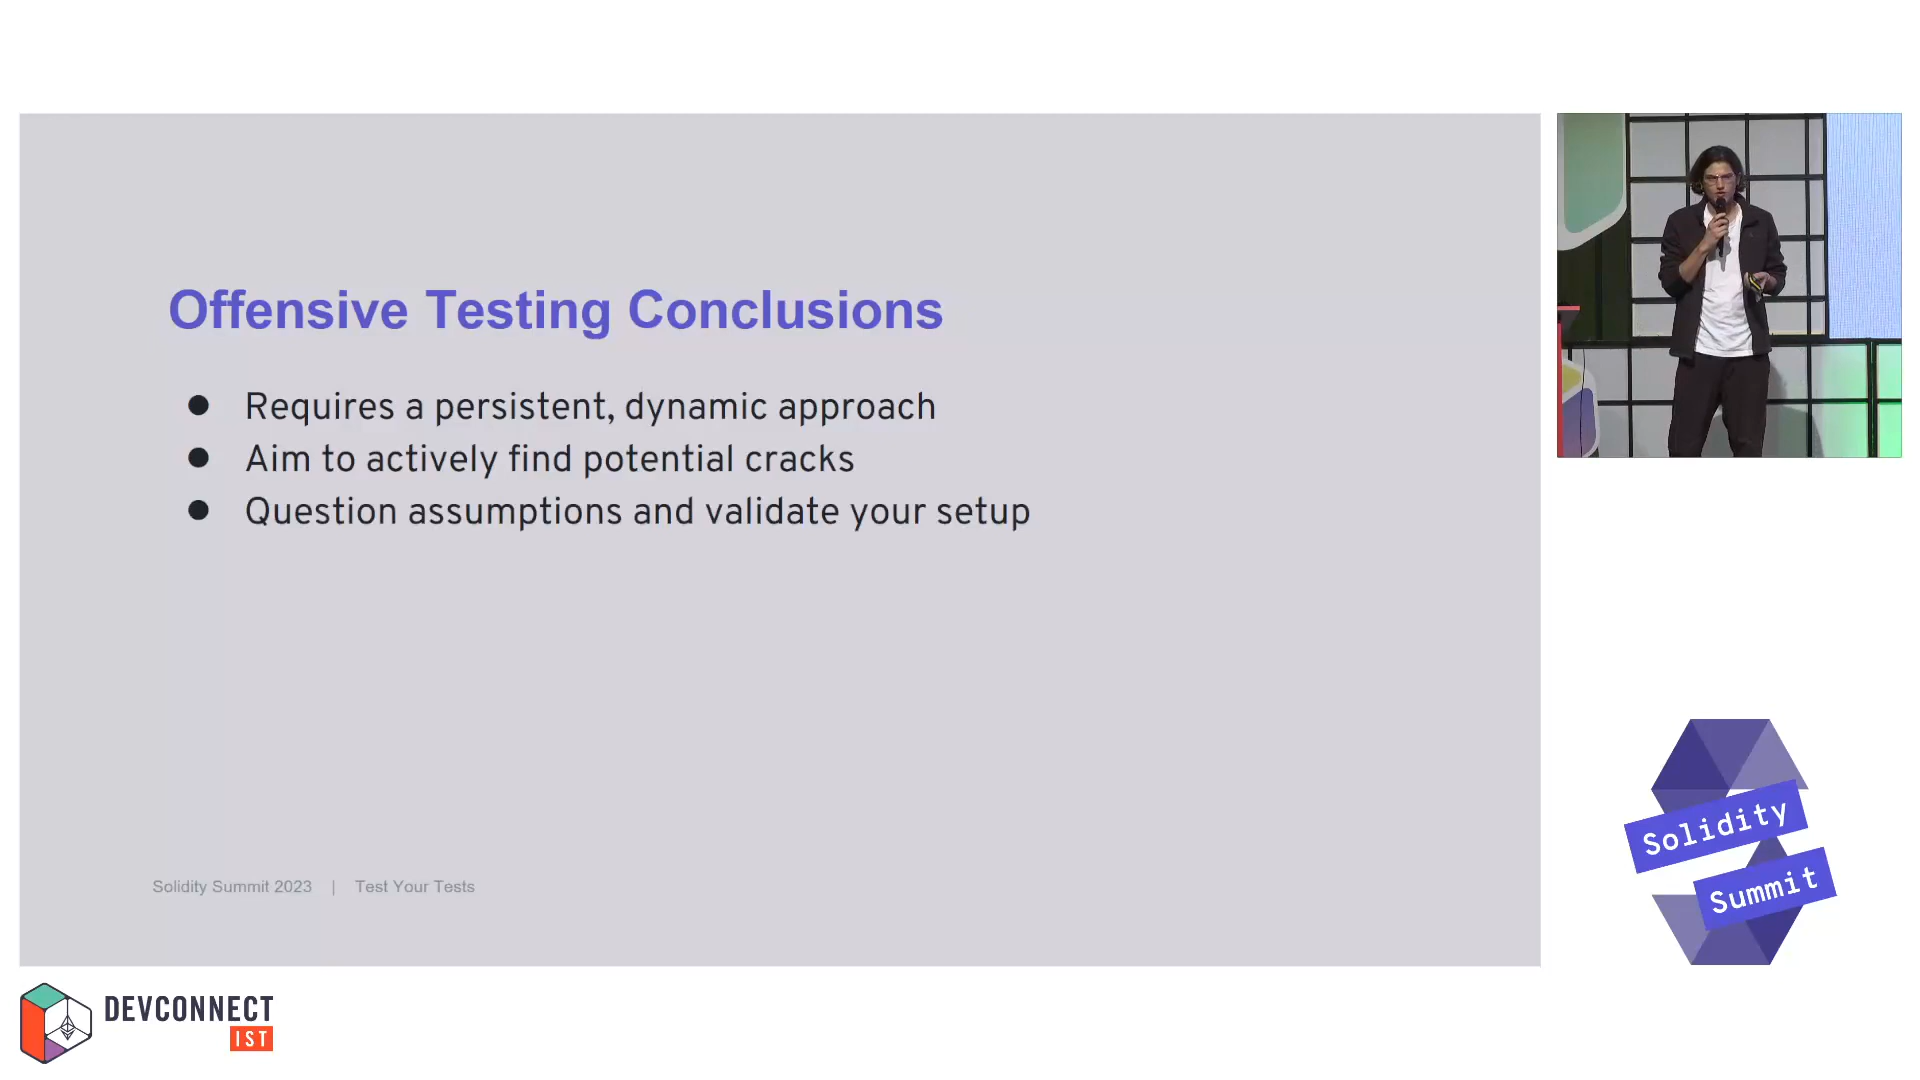 Offensive Testing Conclusions
● Requires a persistent, dynamic approach
● Aim to actively find potential cracks
● Question assumptions and validate your setup
Solidity Summit 2023 | Test Your Tests
Solidity
Summit
DEVCONNECT
IST